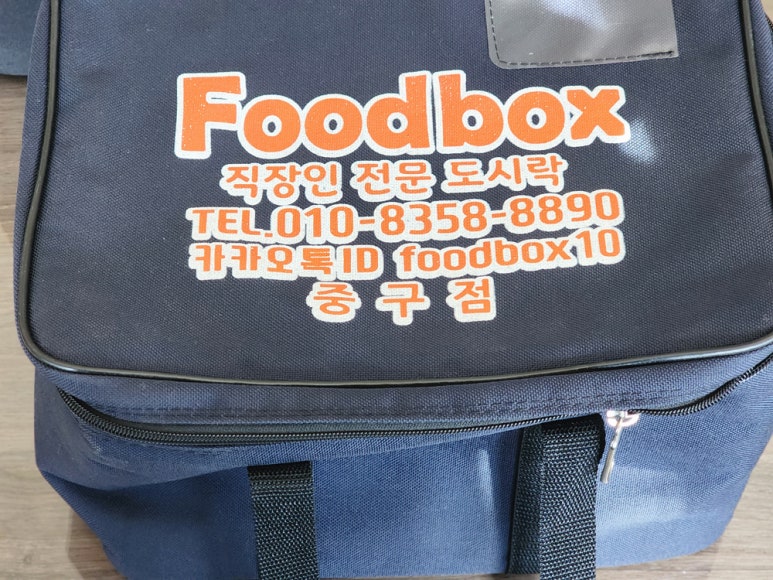 Foodbox
직장인 전문 도시락
TEL.010-8358-8890
카카오톡ID foodbox10
중구점